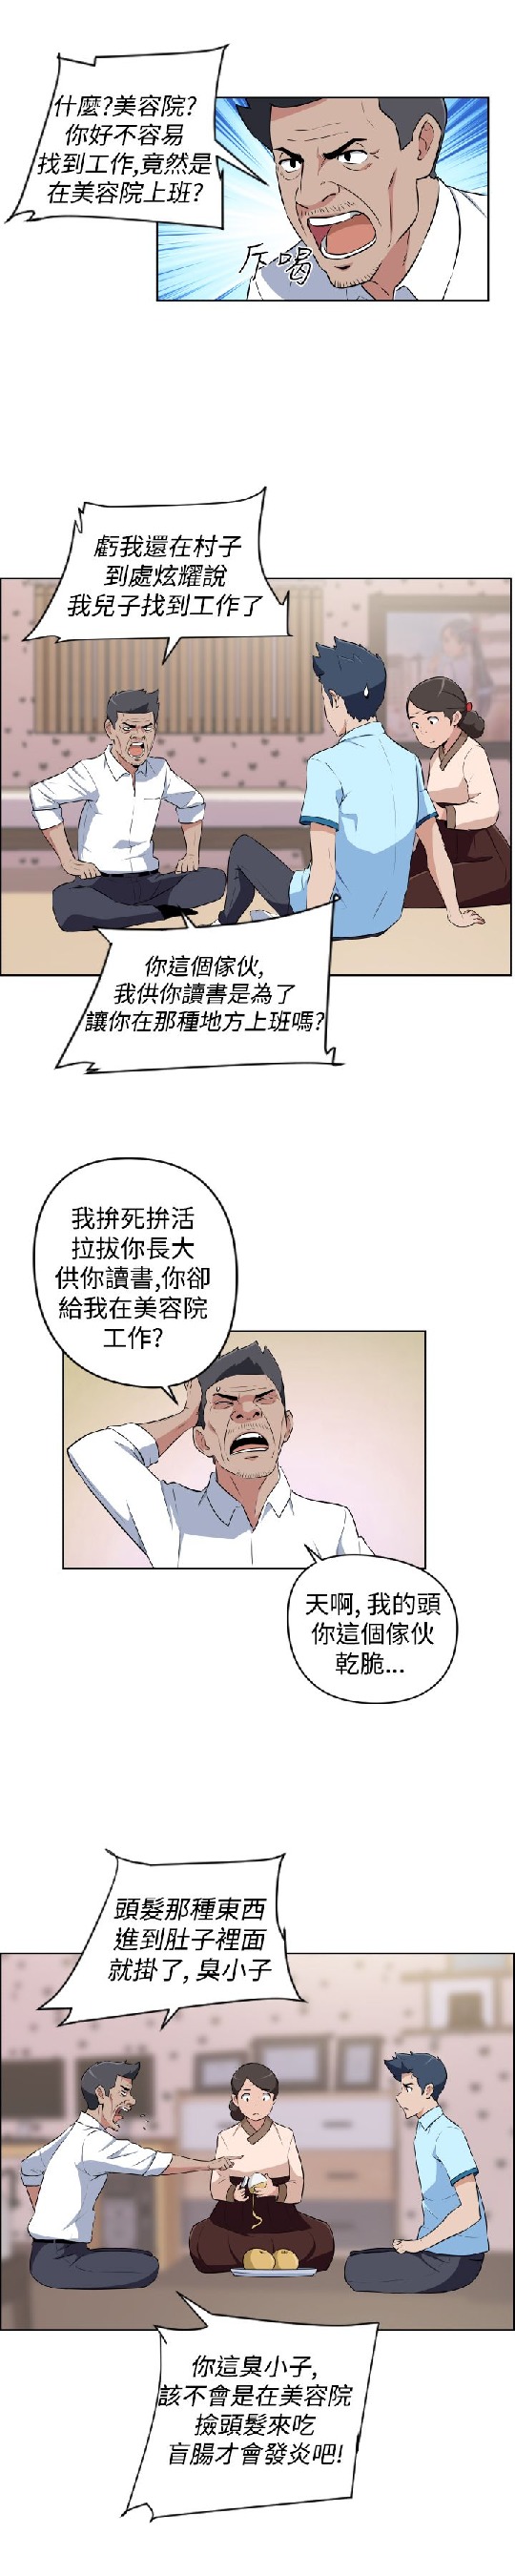 什麼?美容院?
你好不容易
找到工作,竟然是
在美容院上班?
斥喝
虧我還在村子
到處炫耀說
我兒子找到工作了
你這個傢伙,
我供你讀書是為了
讓你在那種地方上班嗎?
我拚死拚活
拉拔你長大
供你讀書,你卻
給我在美容院
工作?
天啊, 我的頭
你這個傢伙
乾脆...
頭髮那種東西
進到肚子裡面
就掛了, 臭小子
你這臭小子,
該不會是在美容院
撿頭髮來吃
盲腸才會發炎吧!